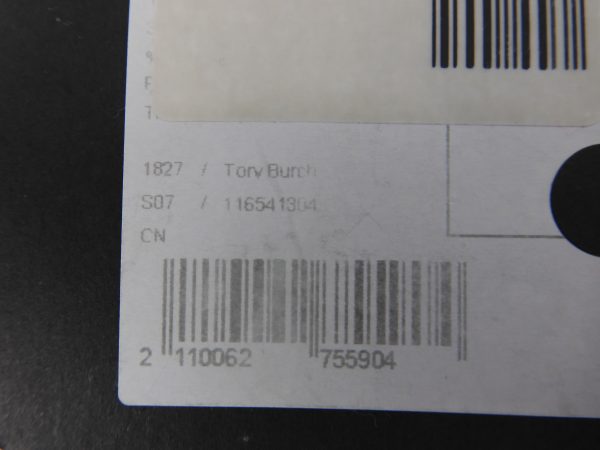 1827 / Tory Burch
S07 / 116541304
CN
2 110062 755904